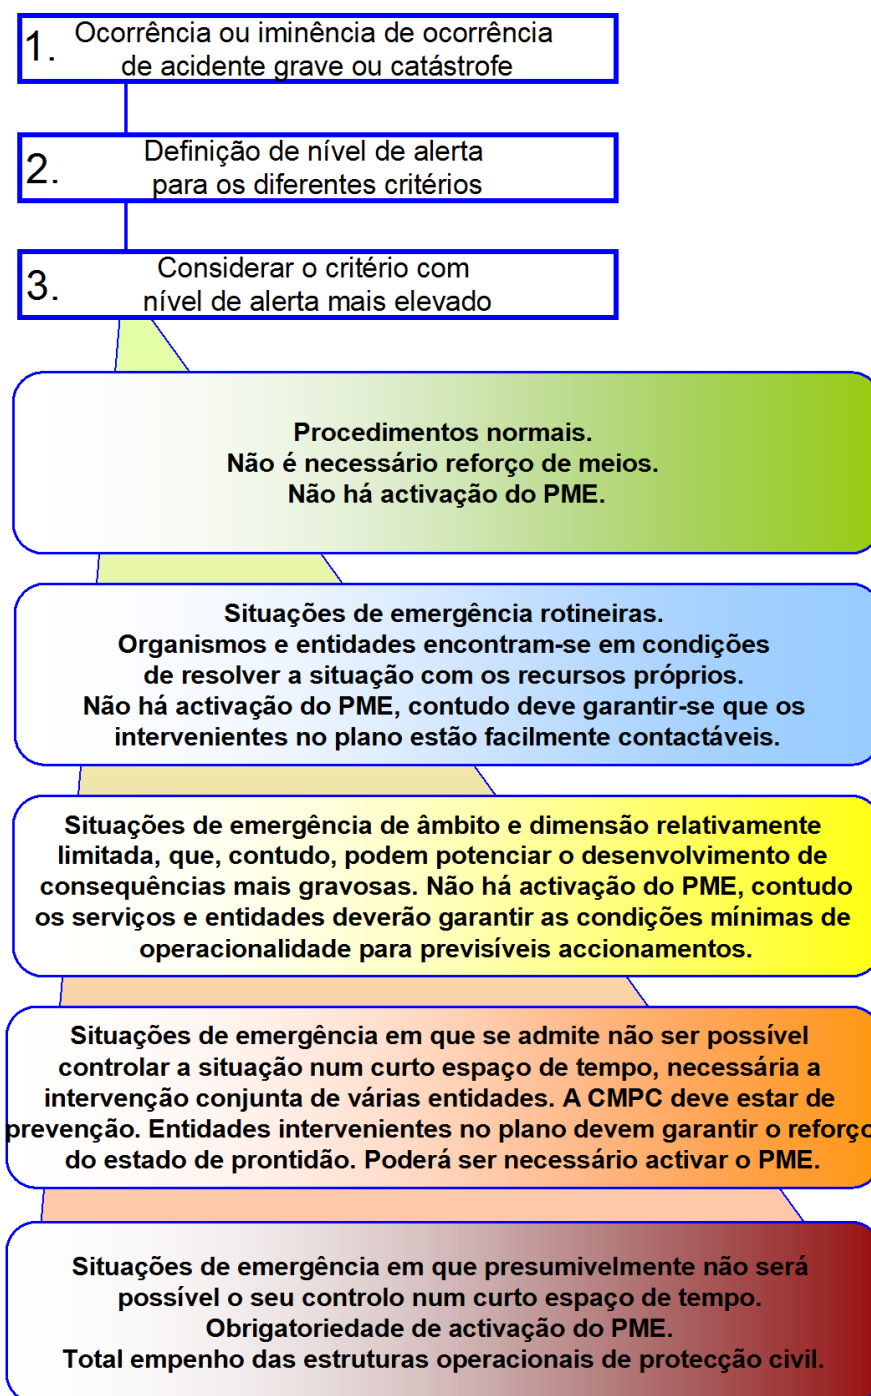 1. Ocorrência ou iminência de ocorrência
de acidente grave ou catástrofe
2. Definição de nível de alerta
para os diferentes critérios
3. Considerar o critério com
nível de alerta mais elevado
Procedimentos normais.
Não é necessário reforço de meios.
Não há activação do PME.
Situações de emergência rotineiras.
Organismos e entidades encontram-se em condições
de resolver a situação com os recursos próprios.
Não há activação do PME, contudo deve garantir-se que os
intervenientes no plano estão facilmente contactáveis.
Situações de emergência de âmbito e dimensão relativamente
limitada, que, contudo, podem potenciar o desenvolvimento de
consequências mais gravosas. Não há activação do PME, contudo
os serviços e entidades deverão garantir as condições mínimas de
operacionalidade para previsíveis accionamentos.
Situações de emergência em que se admite não ser possível
controlar a situação num curto espaço de tempo, necessária a
intervenção conjunta de várias entidades. A CMPC deve estar de
prevenção. Entidades intervenientes no plano devem garantir o reforço
do estado de prontidão. Poderá ser necessário activar o PME.
Situações de emergência em que presumivelmente não será
possível o seu controlo num curto espaço de tempo.
Obrigatoriedade de activação do PME.
Total empenho das estruturas operacionais de protecção civil.